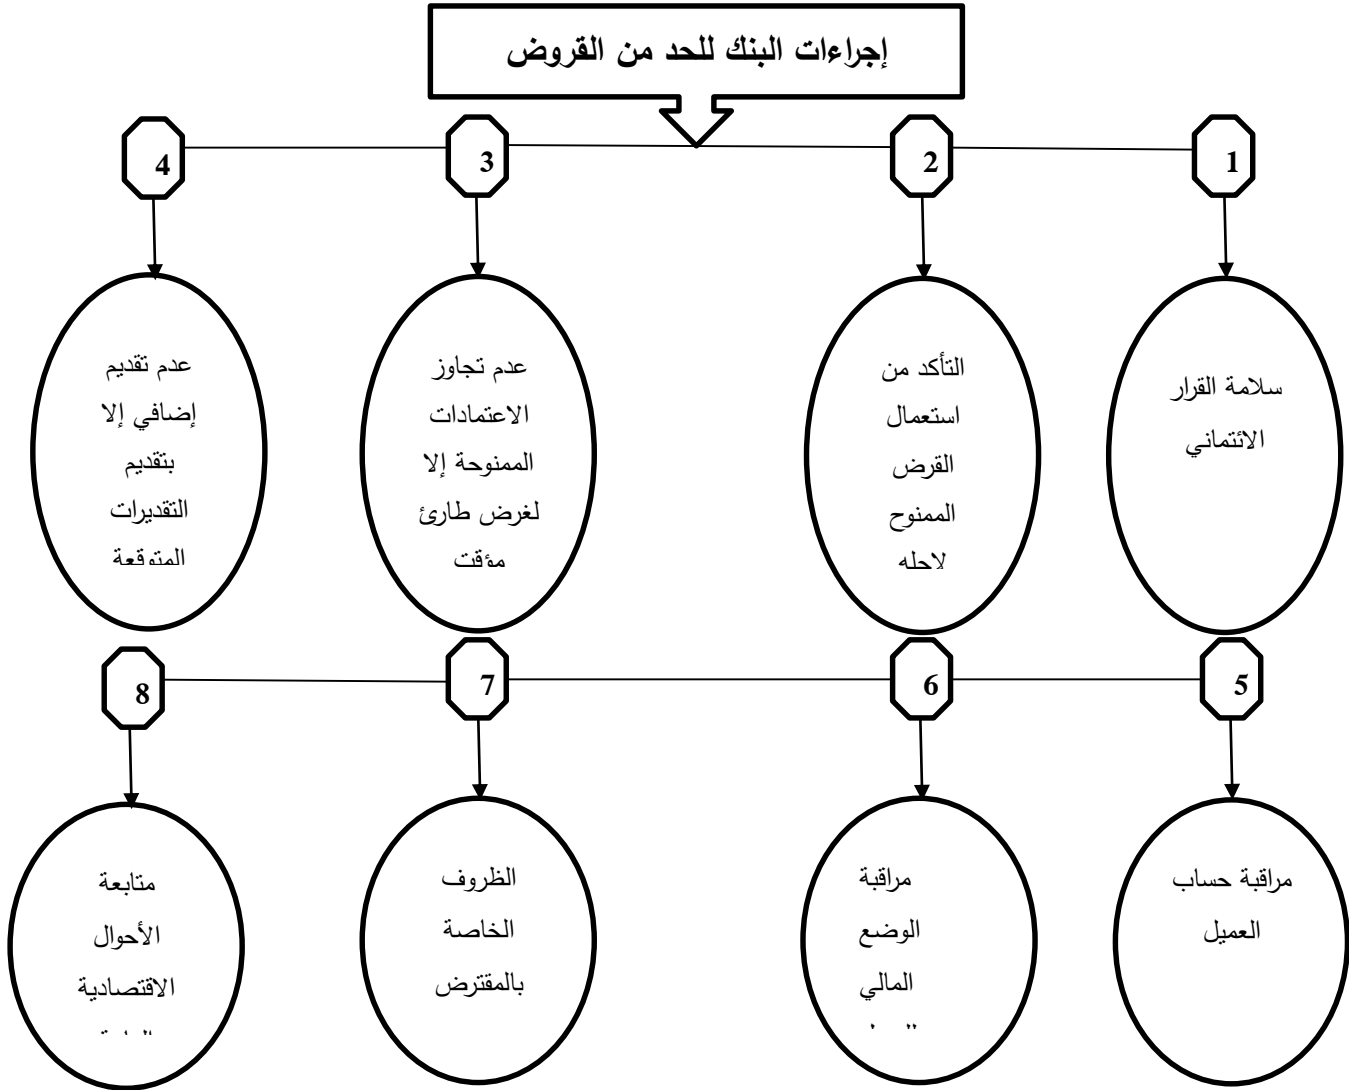 إجراءات البنك للحد من القروض
1
2
3
4
سلامة القرار
الائتماني
التأكد من
استعمال
القرض
الممنوح
لاجله
عدم تجاوز
الاعتمادات
الممنوحة إلا
لغرض طارئ
مؤقت
عدم تقديم
إضافي إلا
بتقديم
التقديرات
المتوقعة
5
6
7
8
مراقبة حساب
العميل
مراقبة
الوضع
المالي
الظروف
الخاصة
بالمقترض
متابعة
الأحوال
الاقتصادية